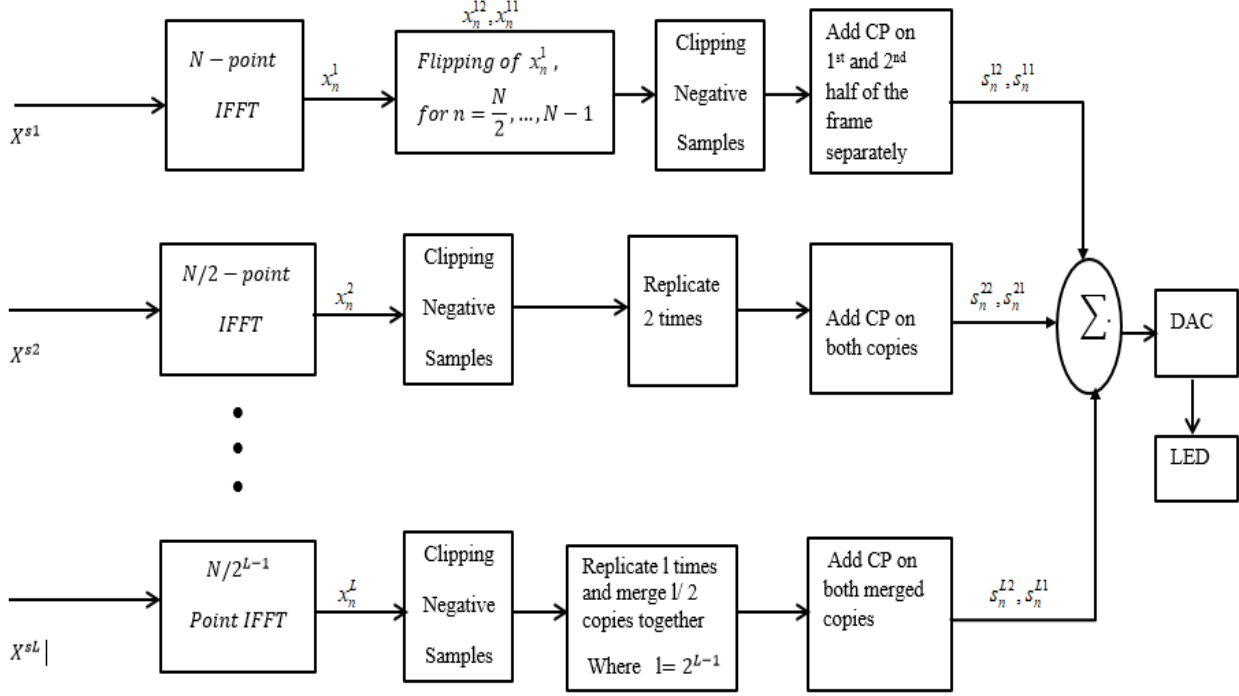 X^{s1}
N − point
IFFT
x_n^1
x_n^{12}, x_n^{11}
Flipping of x_n^1 ,
for n = N/2, …, N − 1
Clipping
Negative
Samples
Add CP on
1st and 2nd
half of the
frame
separately
s_n^{12}, s_n^{11}
X^{s2}
N/2 − point
IFFT
x_n^2
Clipping
Negative
Samples
Replicate
2 times
Add CP on
both copies
s_n^{22}, s_n^{21}
∑.
DAC
LED
X^{sL}|
N/2^{L−1}
Point IFFT
x_n^L
Clipping
Negative
Samples
Replicate l times
and merge l/ 2
copies together
Where l= 2^{L−1}
Add CP on
both merged
copies
s_n^{L2}, s_n^{L1}